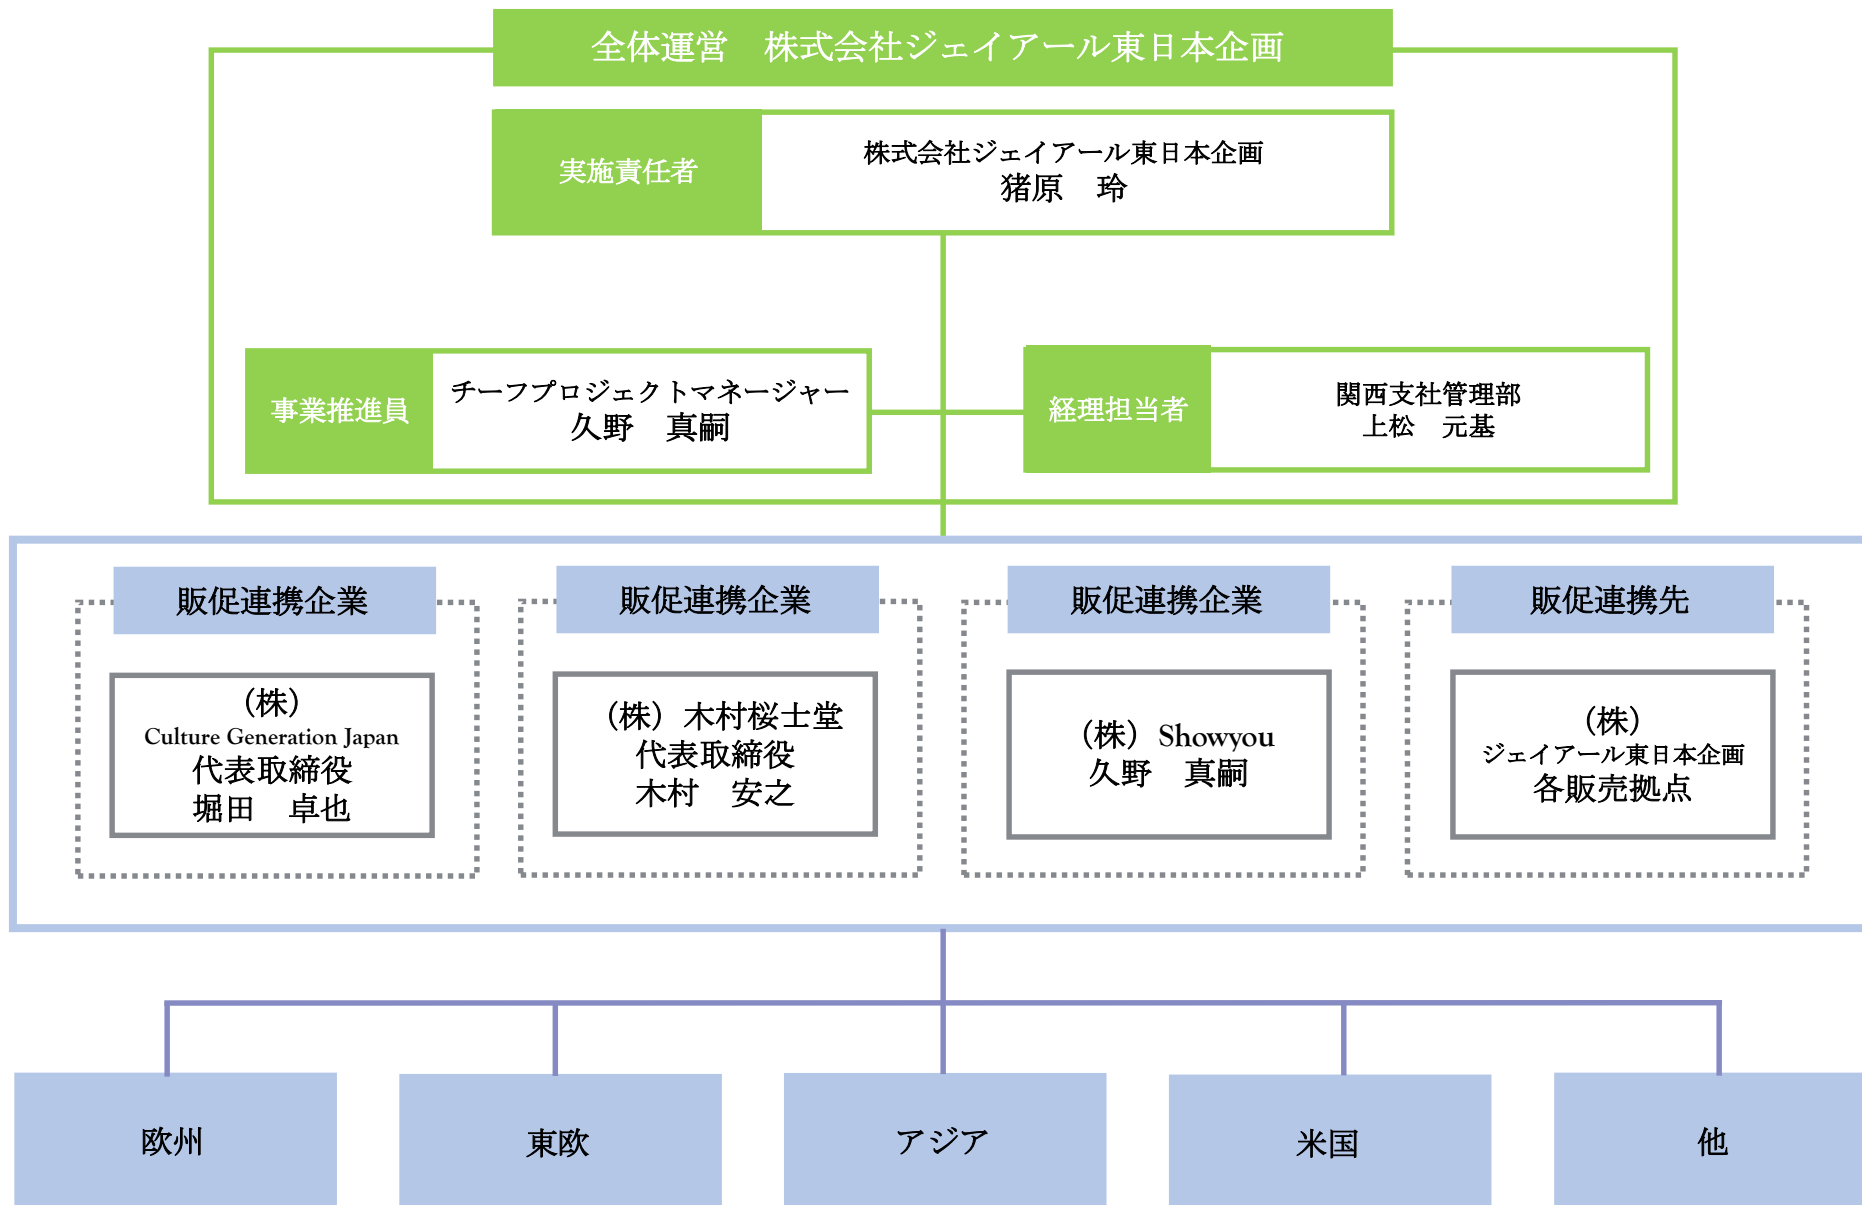 全体運営　株式会社ジェイアール東日本企画
実施責任者
株式会社ジェイアール東日本企画
猪原　玲
事業推進員
チーフプロジェクトマネージャー
久野　真嗣
経理担当者
関西支社管理部
上松　元基
販促連携企業
（株）
Culture Generation Japan
代表取締役
堀田　卓也
販促連携企業
（株）木村桜士堂
代表取締役
木村　安之
販促連携企業
（株）Showyou
久野　真嗣
販促連携先
（株）
ジェイアール東日本企画
各販売拠点
欧州
東欧
アジア
米国
他